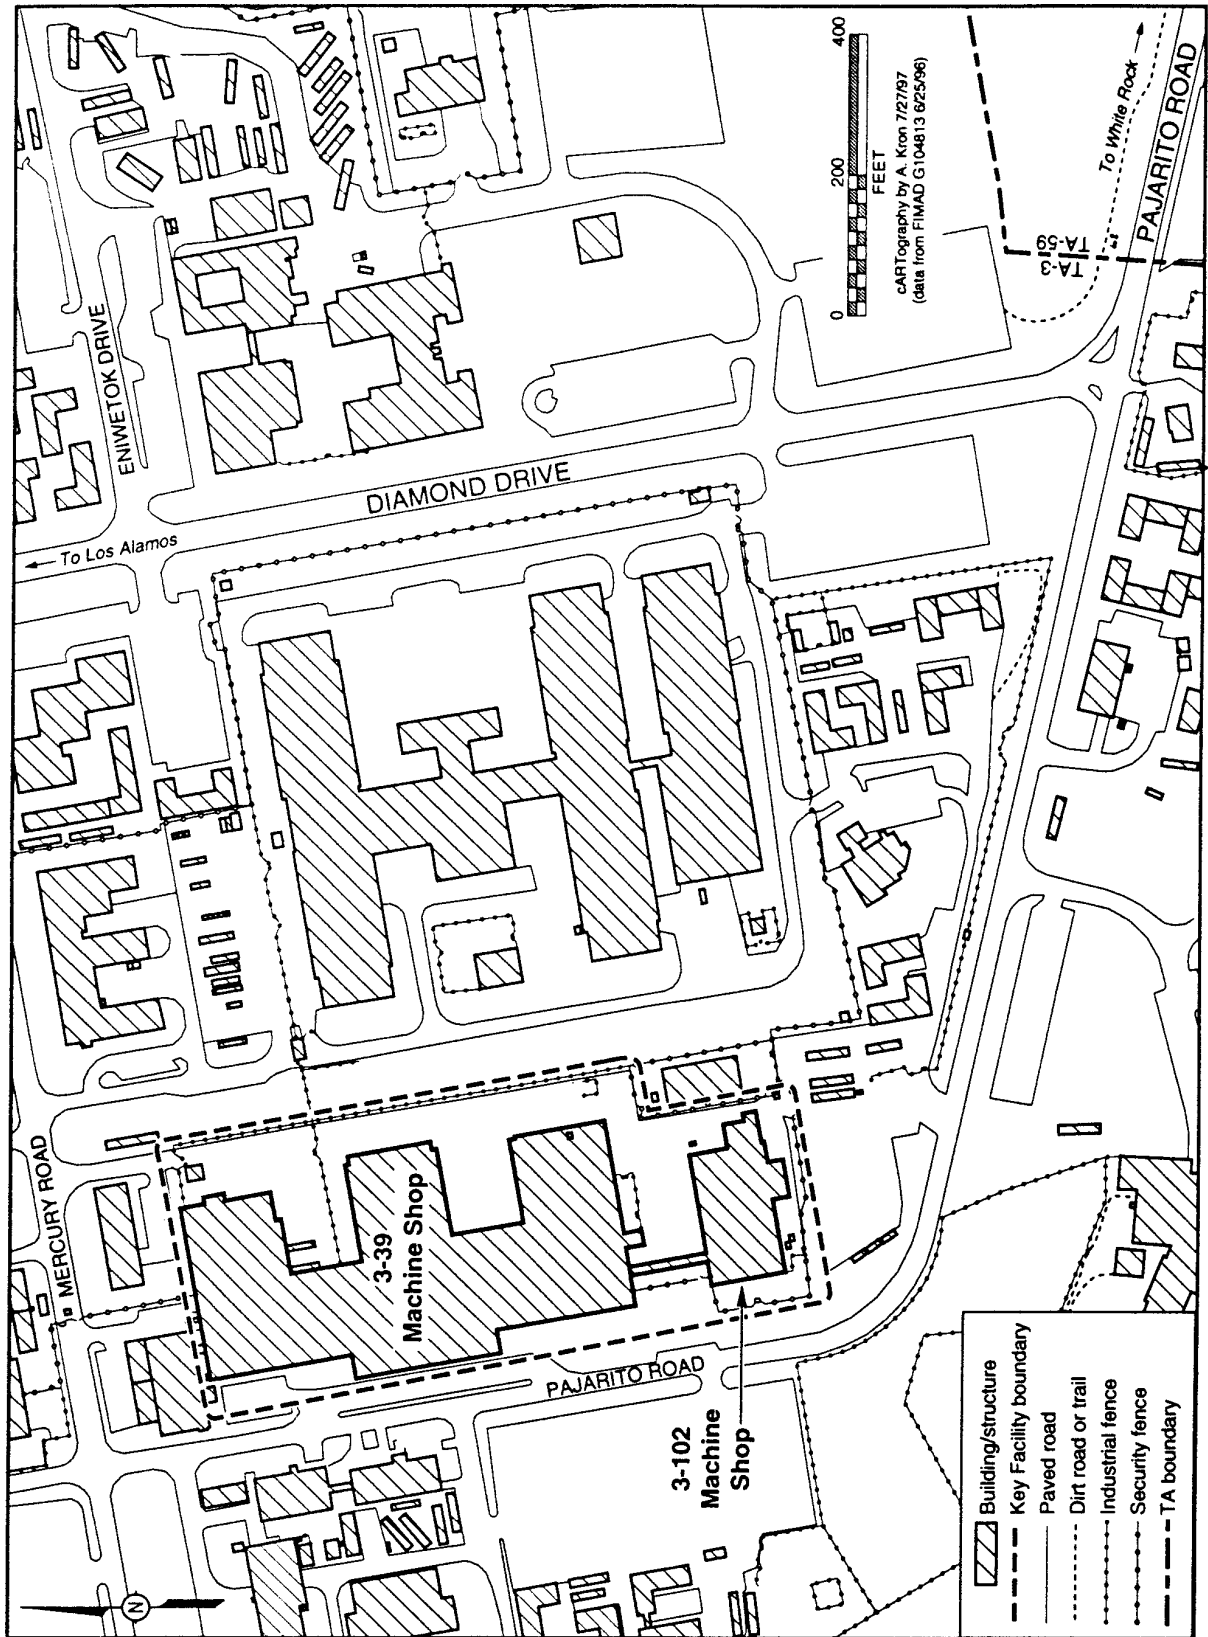 ENIWETOK DRIVE
To Los Alamos
DIAMOND DRIVE
MERCURY ROAD
0 200 400
FEET
cARTography by A. Kron 7/27/97
(data from FIMAD G104813 6/25/96)
To White Rock
PAJARITO ROAD
TA-59
TA-3
3-39
Machine Shop
PAJARITO ROAD
3-102
Machine
Shop
N
Building/structure
Key Facility boundary
Paved road
Dirt road or trail
Industrial fence
Security fence
TA boundary